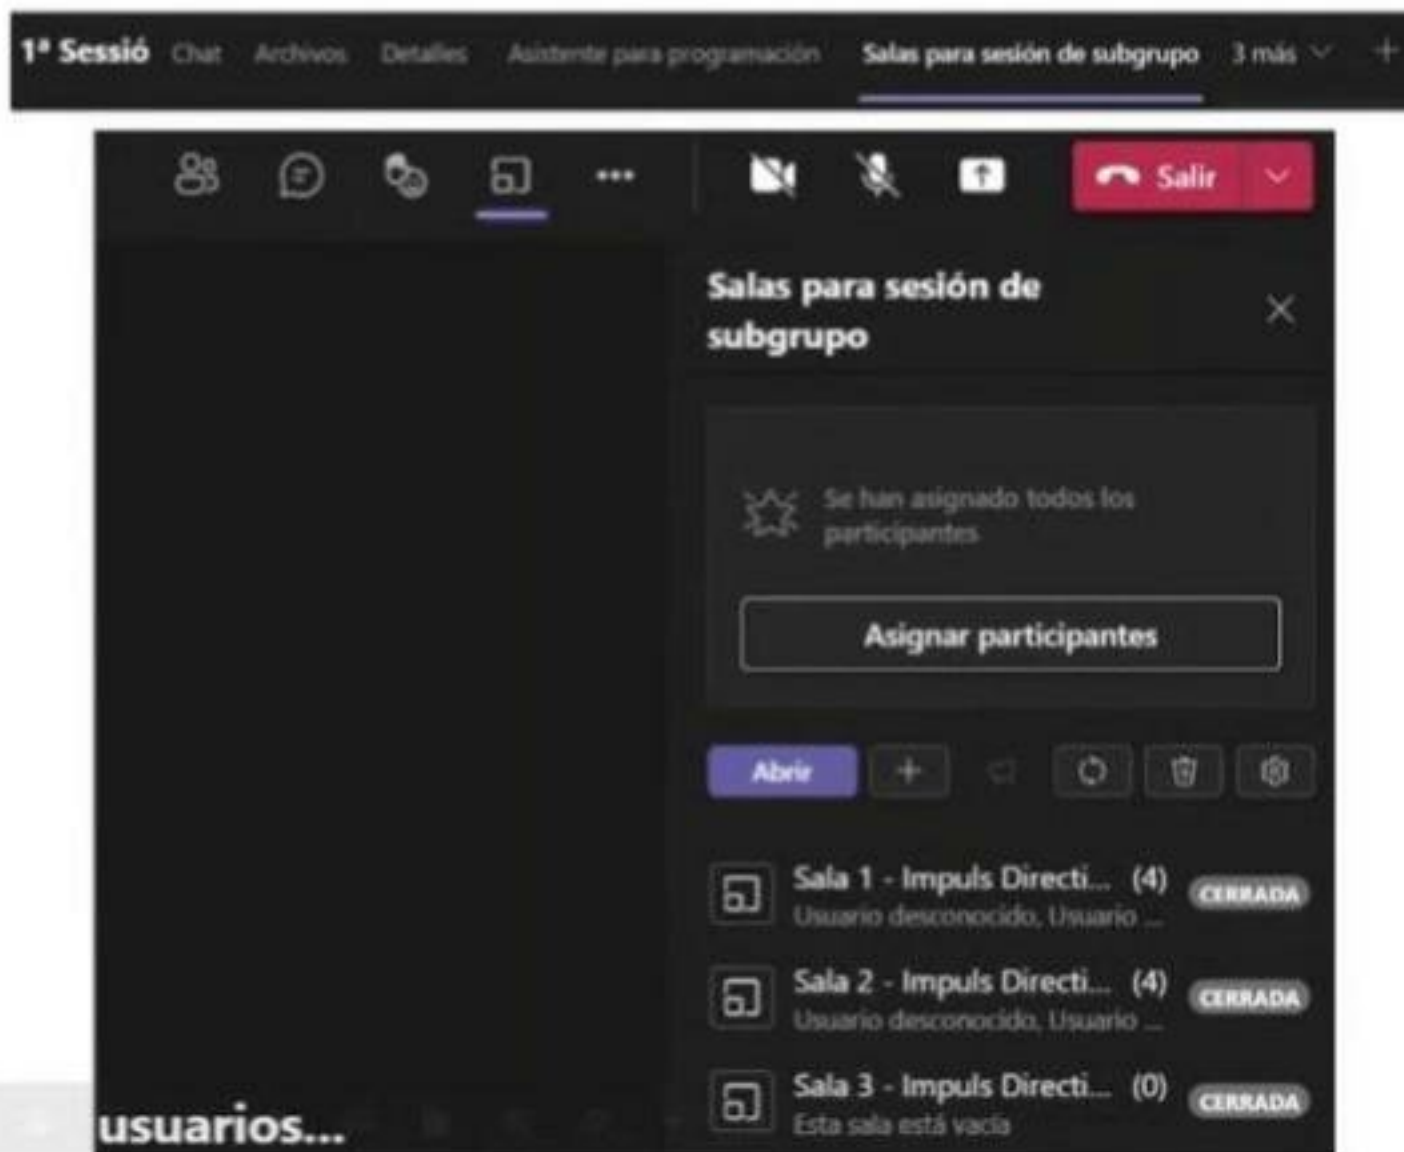 1ª Sessió Chat Archivos Detalles Asistente para programación Salas para sesión de subgrupo 3 más
Salir
Salas para sesión de
subgrupo
Se han asignado todos los
participantes
Asignar participantes
Abrir
Sala 1 - Impuls Directi... (4) CERRADA
Usuario desconocido, Usuario ...
Sala 2 - Impuls Directi... (4) CERRADA
Usuario desconocido, Usuario ...
Sala 3 - Impuls Directi... (0) CERRADA
Esta sala está vacía
usuarios...